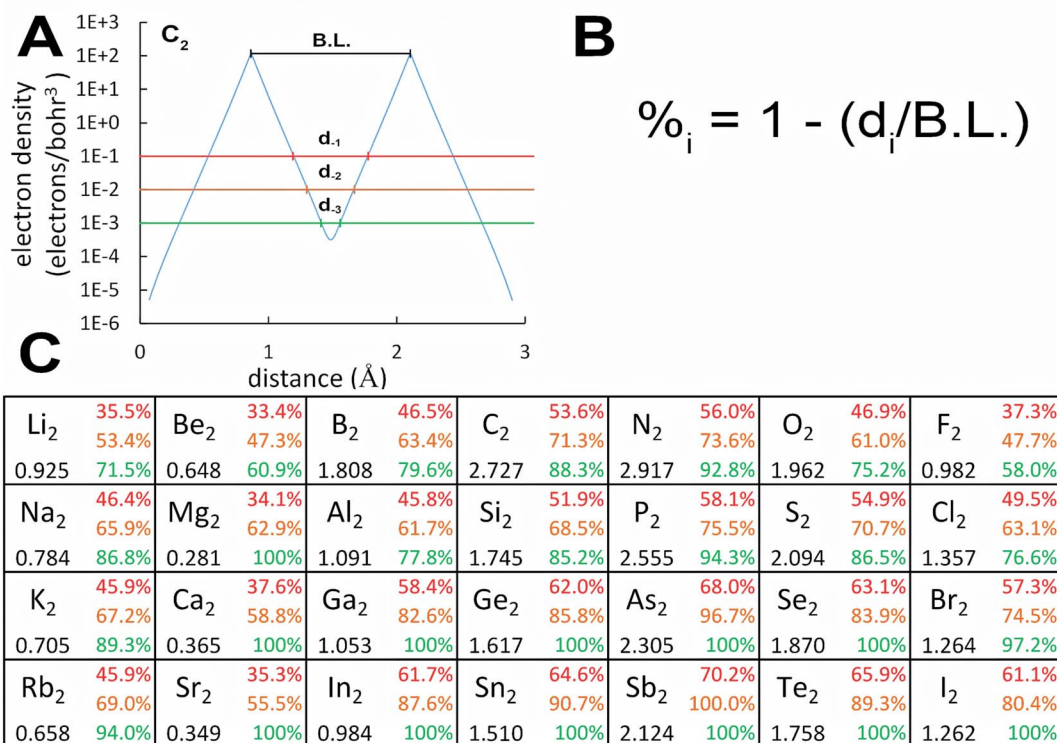 A
C₂
B.L.
d₋₁
d₋₂
d₋₃
electron density
(electrons/bohr³)
1E+3
1E+2
1E+1
1E+0
1E-1
1E-2
1E-3
1E-4
1E-5
1E-6
0 1 2 3
distance (Å)
B
%ᵢ = 1 - (dᵢ/B.L.)
C
Li₂ 35.5% 53.4% 0.925 71.5%
Be₂ 33.4% 47.3% 0.648 60.9%
B₂ 46.5% 63.4% 1.808 79.6%
C₂ 53.6% 71.3% 2.727 88.3%
N₂ 56.0% 73.6% 2.917 92.8%
O₂ 46.9% 61.0% 1.962 75.2%
F₂ 37.3% 47.7% 0.982 58.0%
Na₂ 46.4% 65.9% 0.784 86.8%
Mg₂ 34.1% 62.9% 0.281 100%
Al₂ 45.8% 61.7% 1.091 77.8%
Si₂ 51.9% 68.5% 1.745 85.2%
P₂ 58.1% 75.5% 2.555 94.3%
S₂ 54.9% 70.7% 2.094 86.5%
Cl₂ 49.5% 63.1% 1.357 76.6%
K₂ 45.9% 67.2% 0.705 89.3%
Ca₂ 37.6% 58.8% 0.365 100%
Ga₂ 58.4% 82.6% 1.053 100%
Ge₂ 62.0% 85.8% 1.617 100%
As₂ 68.0% 96.7% 2.305 100%
Se₂ 63.1% 83.9% 1.870 100%
Br₂ 57.3% 74.5% 1.264 97.2%
Rb₂ 45.9% 69.0% 0.658 94.0%
Sr₂ 35.3% 55.5% 0.349 100%
In₂ 61.7% 87.6% 0.984 100%
Sn₂ 64.6% 90.7% 1.510 100%
Sb₂ 70.2% 100.0% 2.124 100%
Te₂ 65.9% 89.3% 1.758 100%
I₂ 61.1% 80.4% 1.262 100%